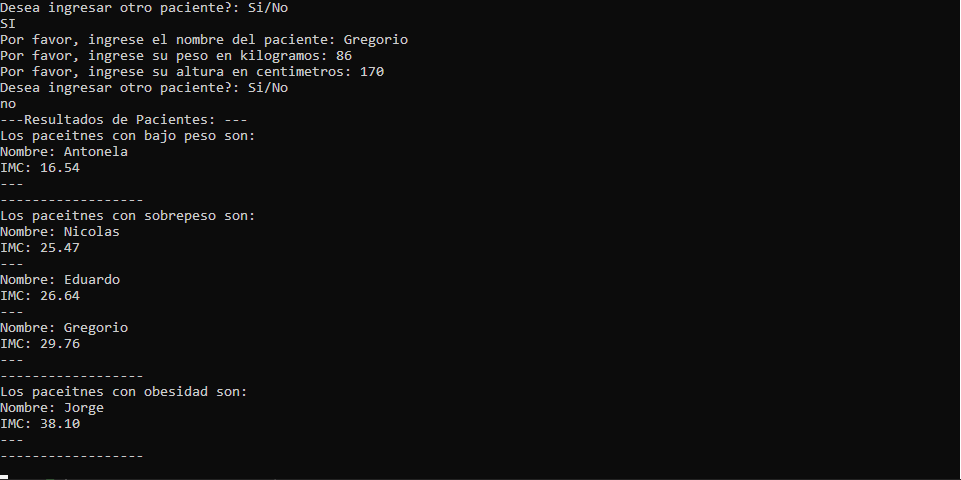 Desea ingresar otro paciente?: Si/No
SI
Por favor, ingrese el nombre del paciente: Gregorio
Por favor, ingrese su peso en kilogramos: 86
Por favor, ingrese su altura en centimetros: 170
Desea ingresar otro paciente?: Si/No
no
---Resultados de Pacientes: ---
Los paceitnes con bajo peso son:
Nombre: Antonela
IMC: 16.54
---
------------------
Los paceitnes con sobrepeso son:
Nombre: Nicolas
IMC: 25.47
---
Nombre: Eduardo
IMC: 26.64
---
Nombre: Gregorio
IMC: 29.76
---
------------------
Los paceitnes con obesidad son:
Nombre: Jorge
IMC: 38.10
---
------------------